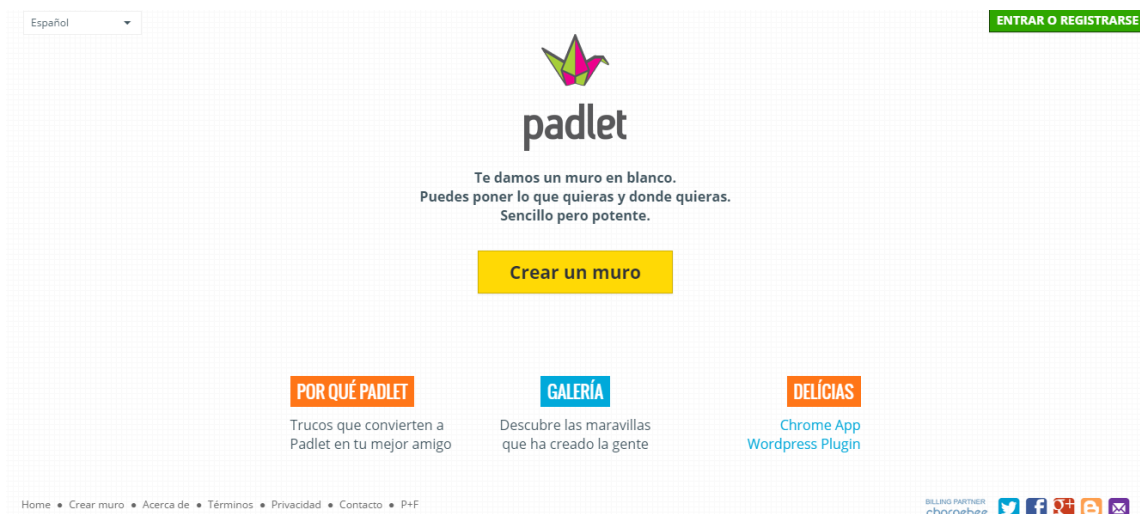 Español
ENTRAR O REGISTRARSE
padlet
Te damos un muro en blanco.
Puedes poner lo que quieras y donde quieras.
Sencillo pero potente.
Crear un muro
POR QUÉ PADLET
Trucos que convierten a
Padlet en tu mejor amigo
GALERÍA
Descubre las maravillas
que ha creado la gente
DELÍCIAS
Chrome App
Wordpress Plugin
Home • Crear muro • Acerca de • Términos • Privacidad • Contacto • P+F
BILLING PARTNER